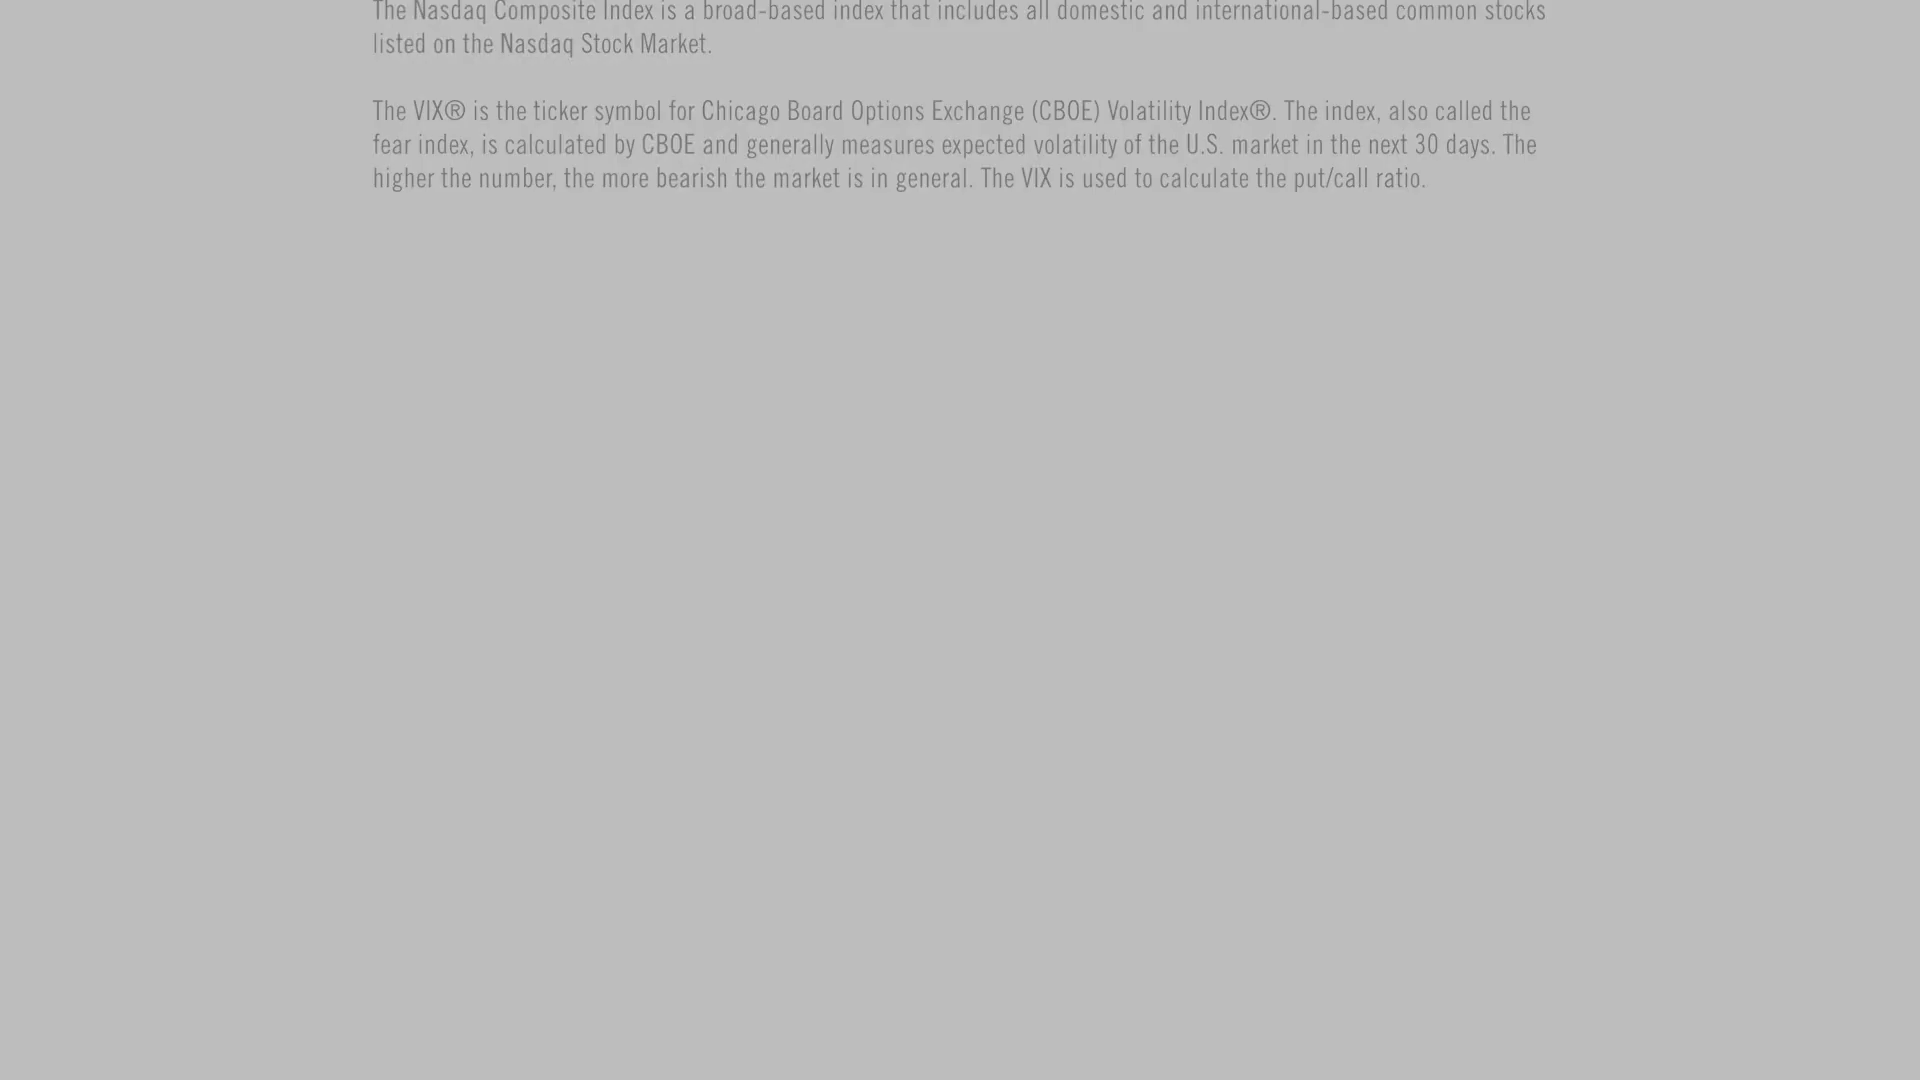 The Nasdaq Composite Index is a broad-based index that includes all domestic and international-based common stocks
listed on the Nasdaq Stock Market.
The VIX® is the ticker symbol for Chicago Board Options Exchange (CBOE) Volatility Index®. The index, also called the
fear index, is calculated by CBOE and generally measures expected volatility of the U.S. market in the next 30 days. The
higher the number, the more bearish the market is in general. The VIX is used to calculate the put/call ratio.